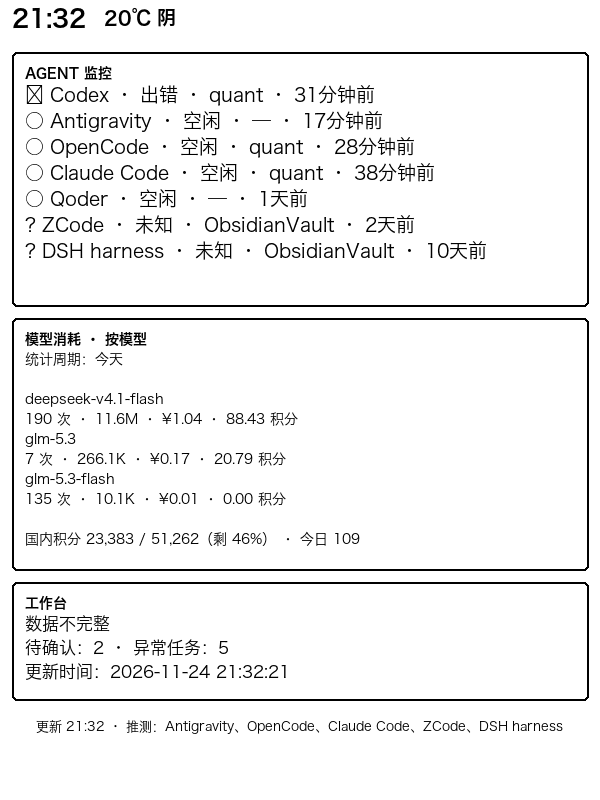 21:32 20℃ 阴
AGENT 监控
☒ Codex · 出错 · quant · 31分钟前
○ Antigravity · 空闲 · — · 17分钟前
○ OpenCode · 空闲 · quant · 28分钟前
○ Claude Code · 空闲 · quant · 38分钟前
○ Qoder · 空闲 · — · 1天前
? ZCode · 未知 · ObsidianVault · 2天前
? DSH harness · 未知 · ObsidianVault · 10天前
模型消耗 · 按模型
统计周期：今天
deepseek-v4.1-flash
190 次 · 11.6M · ¥1.04 · 88.43 积分
glm-5.3
7 次 · 266.1K · ¥0.17 · 20.79 积分
glm-5.3-flash
135 次 · 10.1K · ¥0.01 · 0.00 积分
国内积分 23,383 / 51,262（剩 46%） · 今日 109
工作台
数据不完整
待确认：2 · 异常任务：5
更新时间：2026-11-24 21:32:21
更新 21:32 · 推测：Antigravity、OpenCode、Claude Code、ZCode、DSH harness